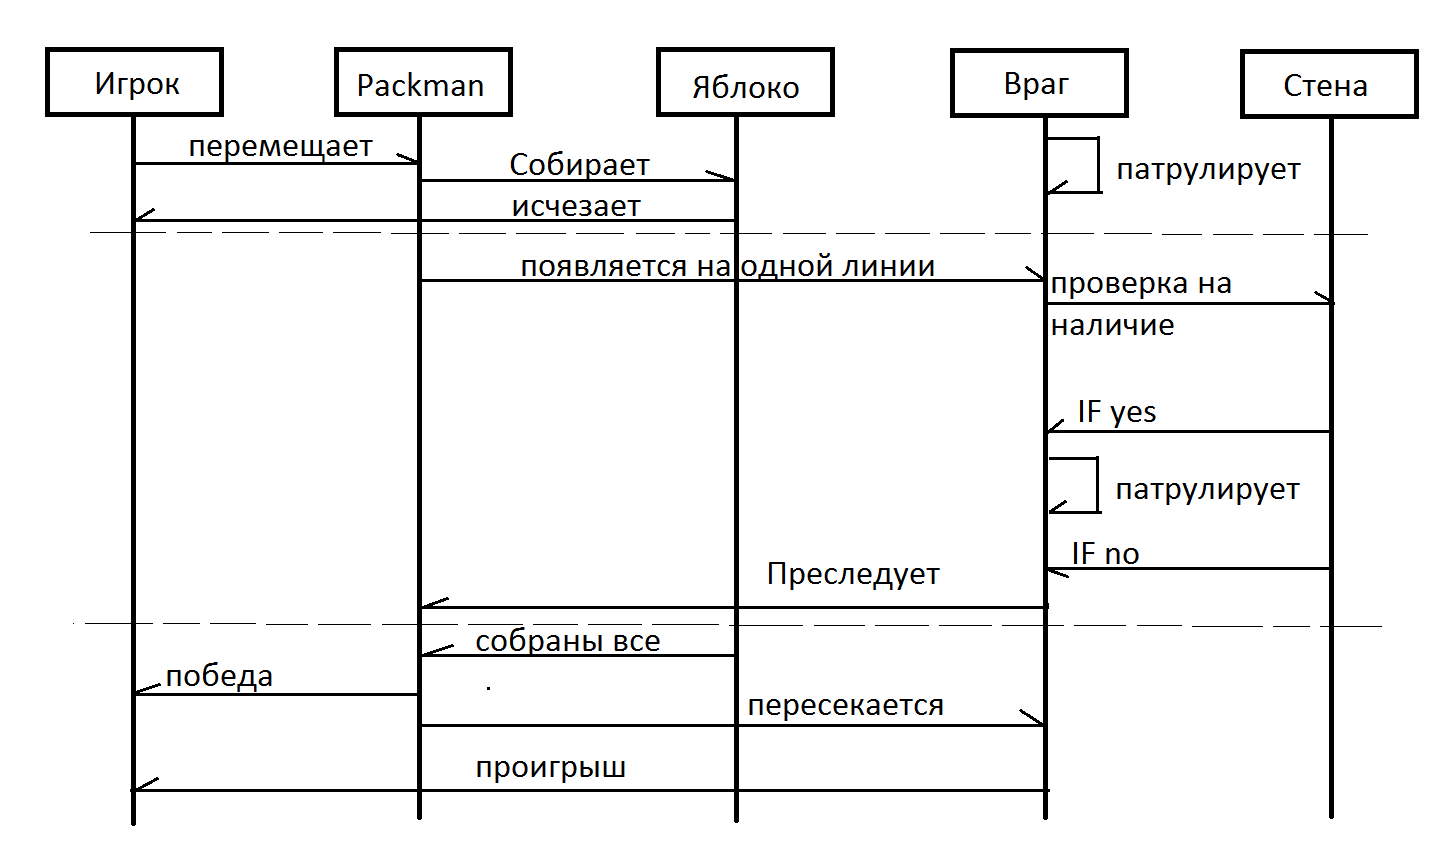 Игрок
Packman
Яблоко
Враг
Стена
перемещает
Собирает
патрулирует
исчезает
появляется на одной линии
проверка на
наличие
IF yes
патрулирует
IF no
Преследует
собраны все
победа
пересекается
проигрыш